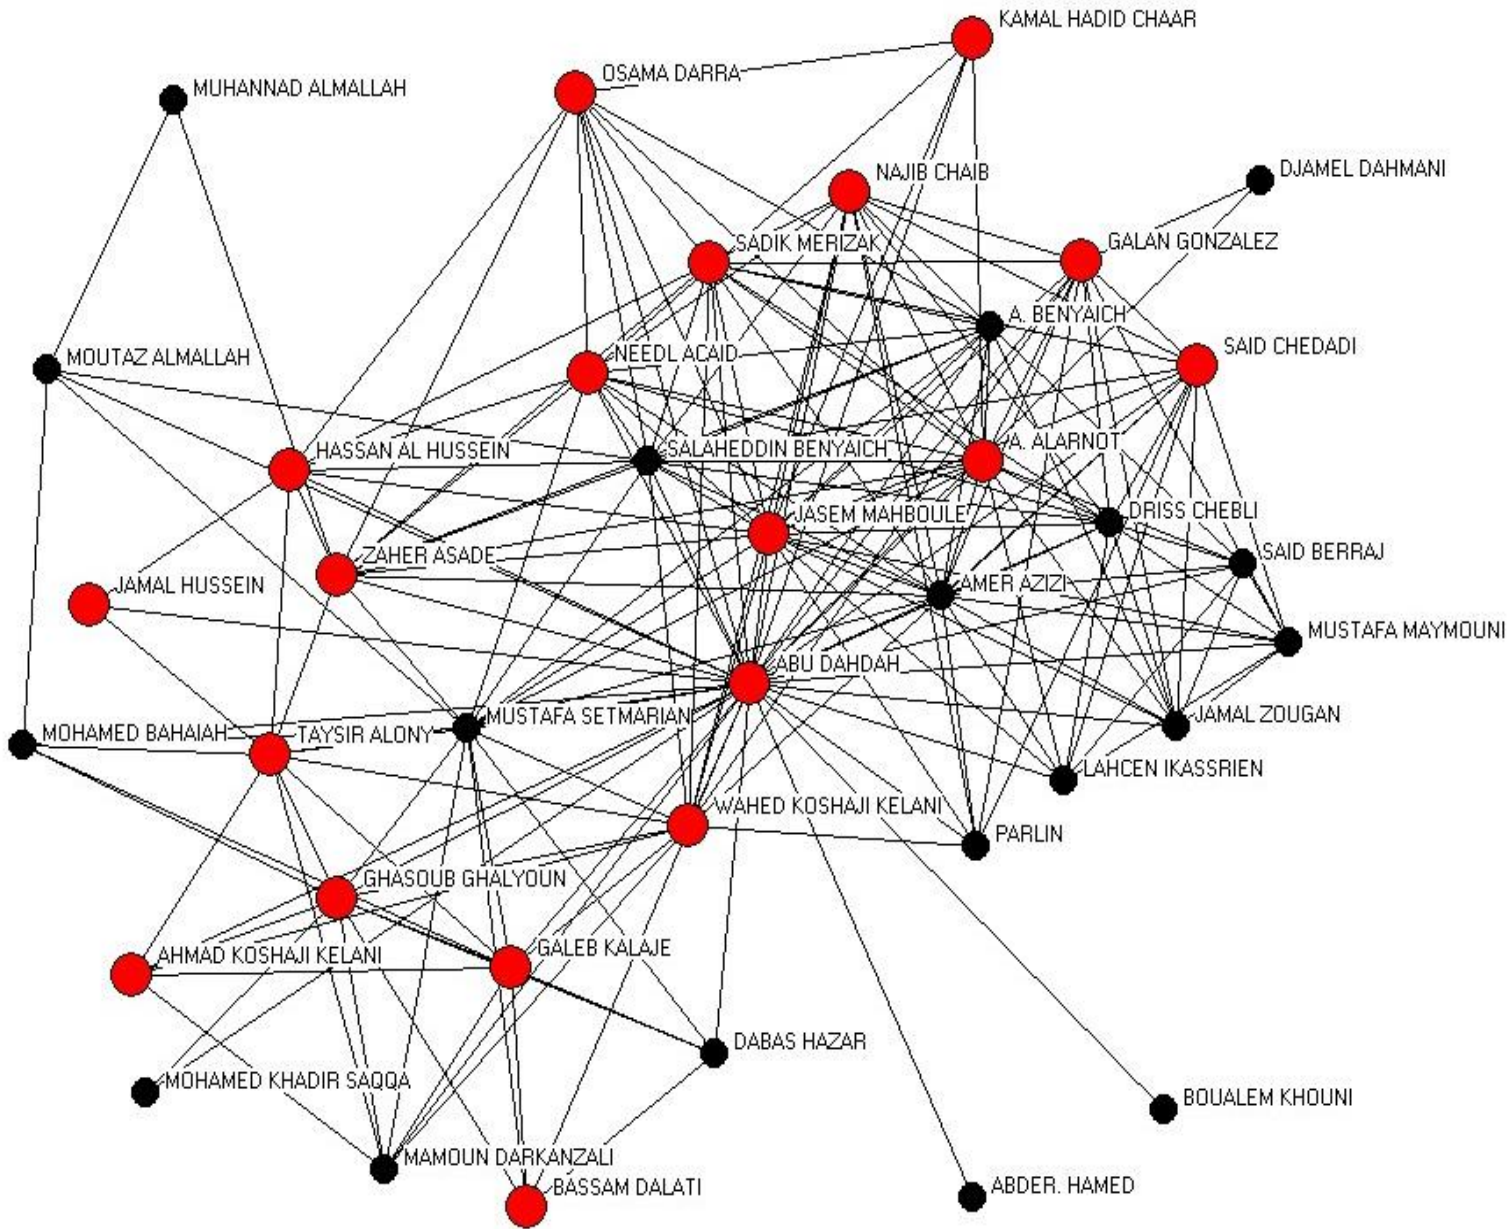 KAMAL HADID CHAAR
OSAMA DARRA
MUHANNAD ALMALLAH
NAJIB CHAIB
DJAMEL DAHMANI
SADIK MERIZAK
GALAN GONZALEZ
A. BENYAICH
SAID CHEDADI
NEEDL ACAID
MOUTAZ ALMALLAH
A. ALARNOT
HASSAN AL HUSSEIN
SALAHEDDIN BENYAICH
JASEM MAHBOULE
DRISS CHEBLI
SAID BERRAJ
ZAHER ASADE
AMER AZIZI
JAMAL HUSSEIN
MUSTAFA MAYMOUNI
ABU DAHDAH
JAMAL ZOUGAN
MUSTAFA SETMARIAN
MOHAMED BAHAIAH
TAYSIR ALONY
LAHCEN IKASSRIEN
WAHED KOSHAJI KELANI
PARLIN
GHASOUB GHALYOUN
GALEB KALAJE
AHMAD KOSHAJI KELANI
DABAS HAZAR
MOHAMED KHADIR SAQQA
BOUALEM KHOUNI
MAMOUN DARKANZALI
ABDER. HAMED
BASSAM DALATI